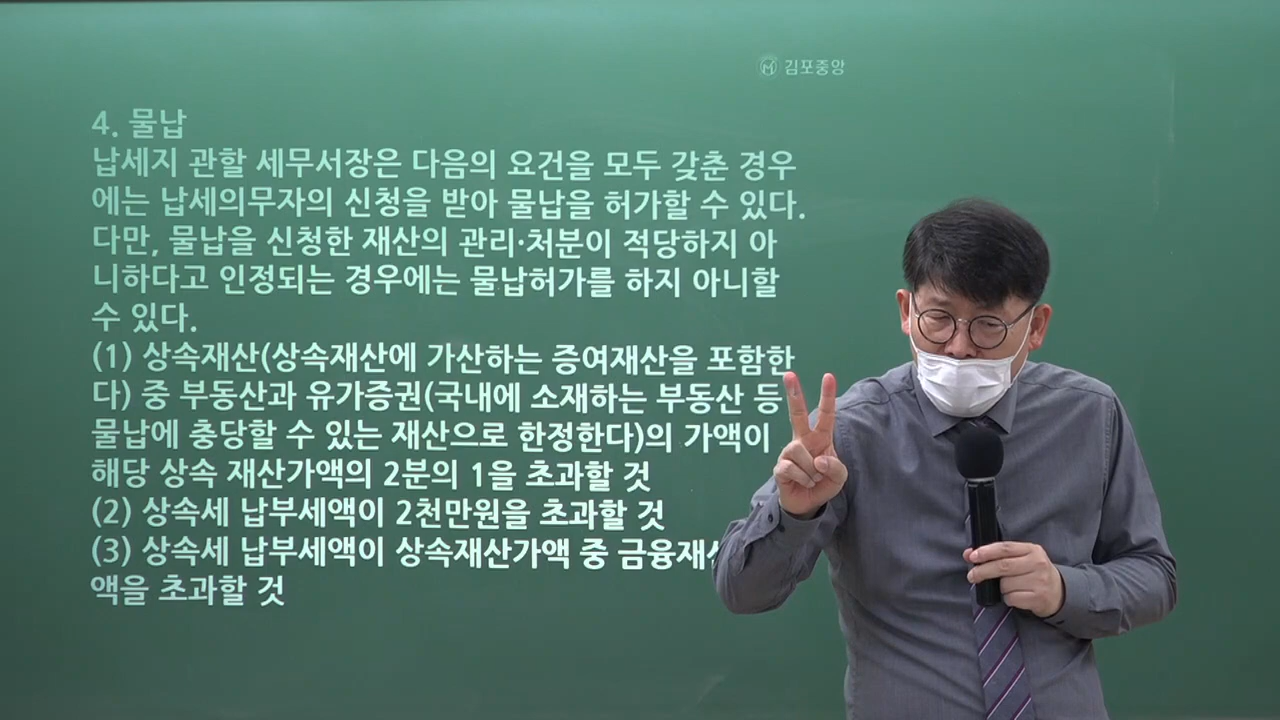 김포중앙
4. 물납
납세지 관할 세무서장은 다음의 요건을 모두 갖춘 경우
에는 납세의무자의 신청을 받아 물납을 허가할 수 있다.
다만, 물납을 신청한 재산의 관리·처분이 적당하지 아
니하다고 인정되는 경우에는 물납허가를 하지 아니할
수 있다.
(1) 상속재산(상속재산에 가산하는 증여재산을 포함한
다) 중 부동산과 유가증권(국내에 소재하는 부동산 등
물납에 충당할 수 있는 재산으로 한정한다)의 가액이
해당 상속 재산가액의 2분의 1을 초과할 것
(2) 상속세 납부세액이 2천만원을 초과할 것
(3) 상속세 납부세액이 상속재산가액 중
액을 초과할 것